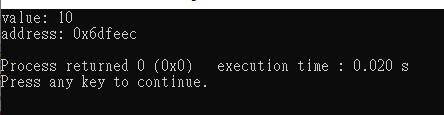 value: 10
address: 0x6dfeec
Process returned 0 (0x0)   execution time : 0.020 s
Press any key to continue.